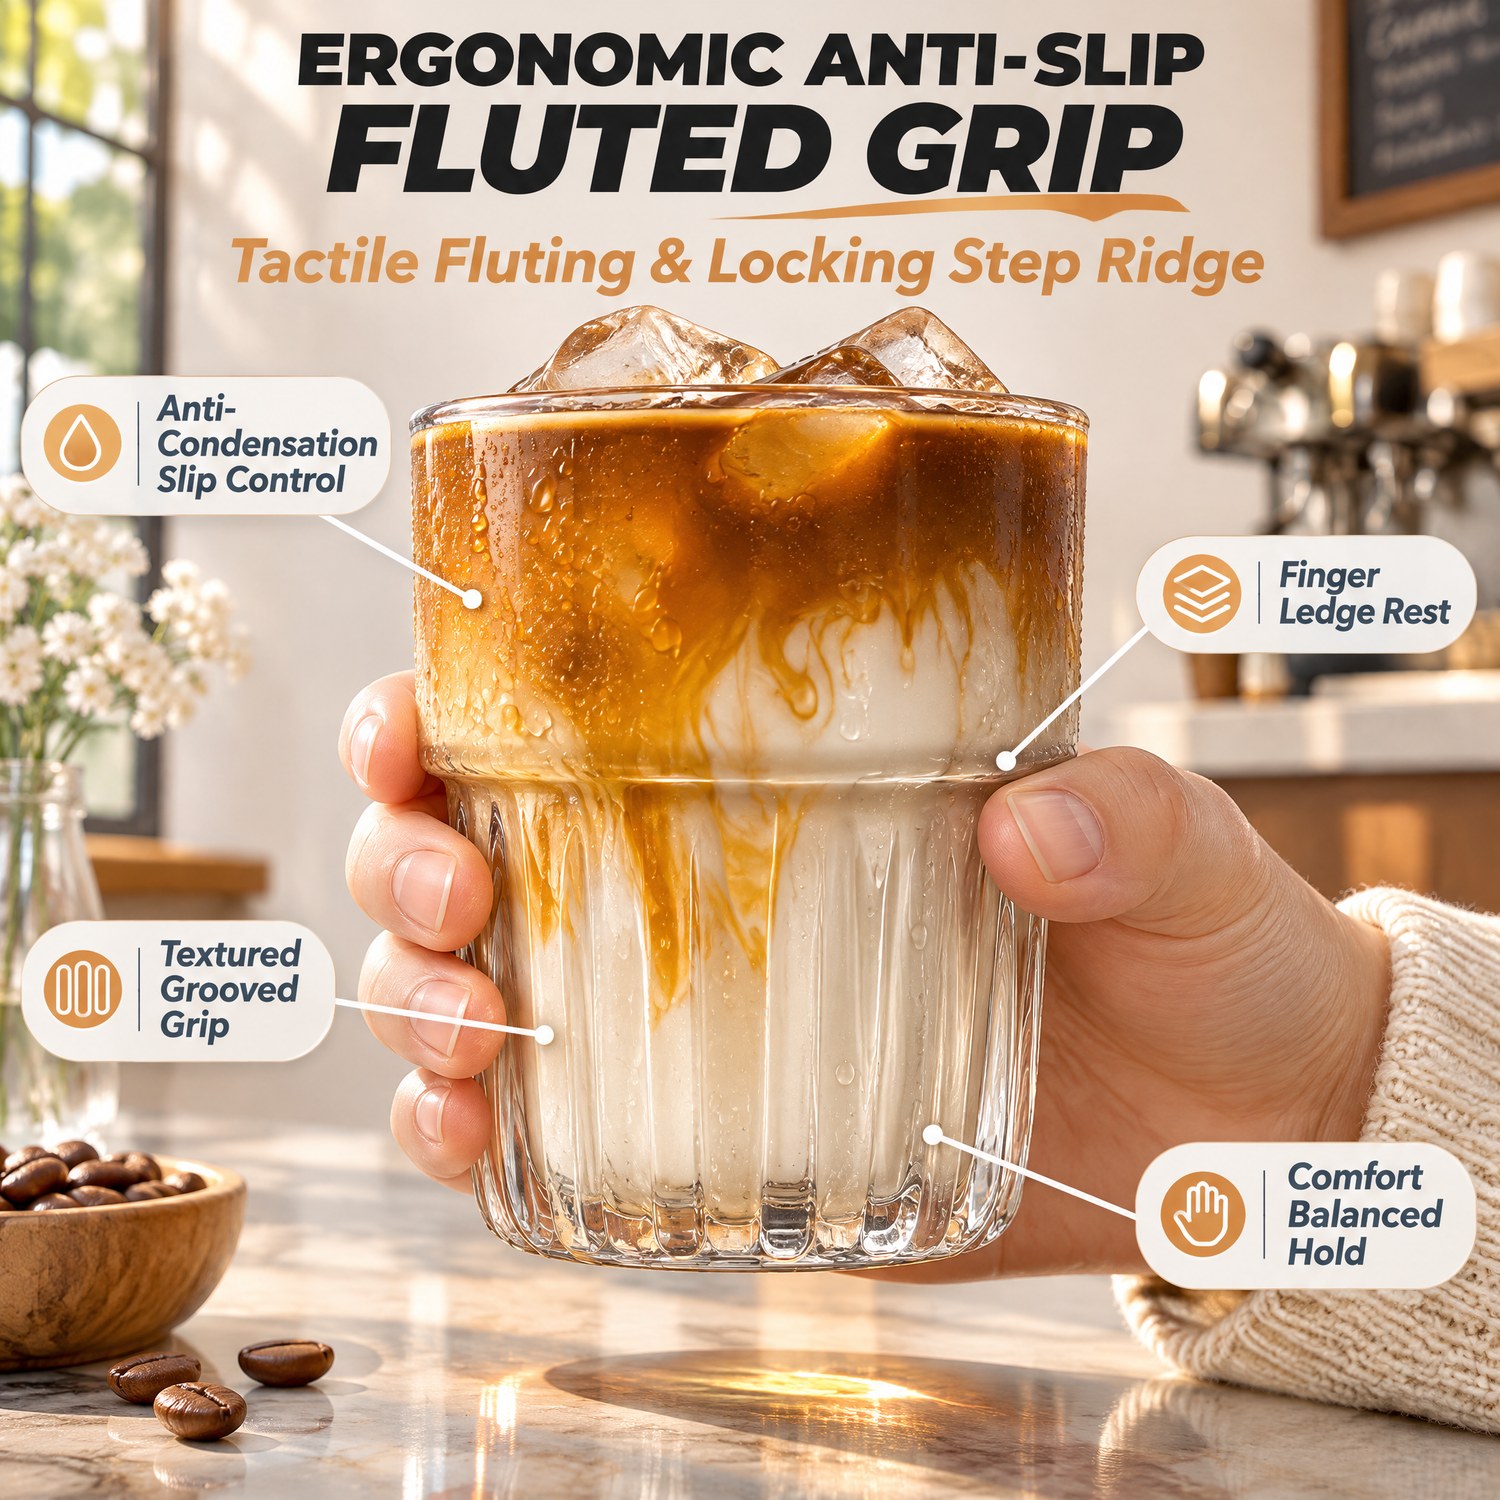 ERGONOMIC ANTI-SLIP
FLUTED GRIP
Tactile Fluting & Locking Step Ridge
Anti-
Condensation
Slip Control
Finger
Ledge Rest
Textured
Grooved
Grip
Comfort
Balanced
Hold